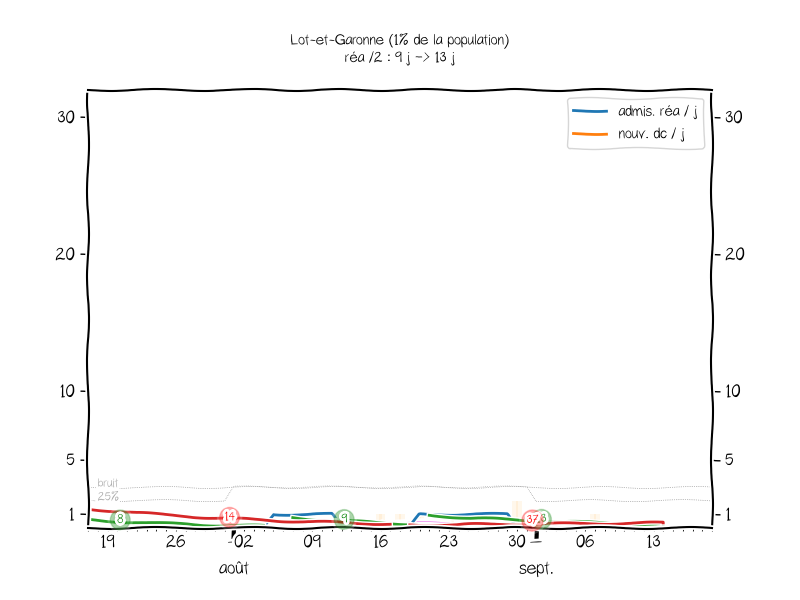 Lot-et-Garonne (1% de la population)
réa /2 : 9 j -> 13 j
admis. réa / j
nouv. dc / j
30 30
20 20
10 10
5 5
bruit
25%
1 8 14 9 37 1
19 26 02 09 16 23 30 06 13
août sept.